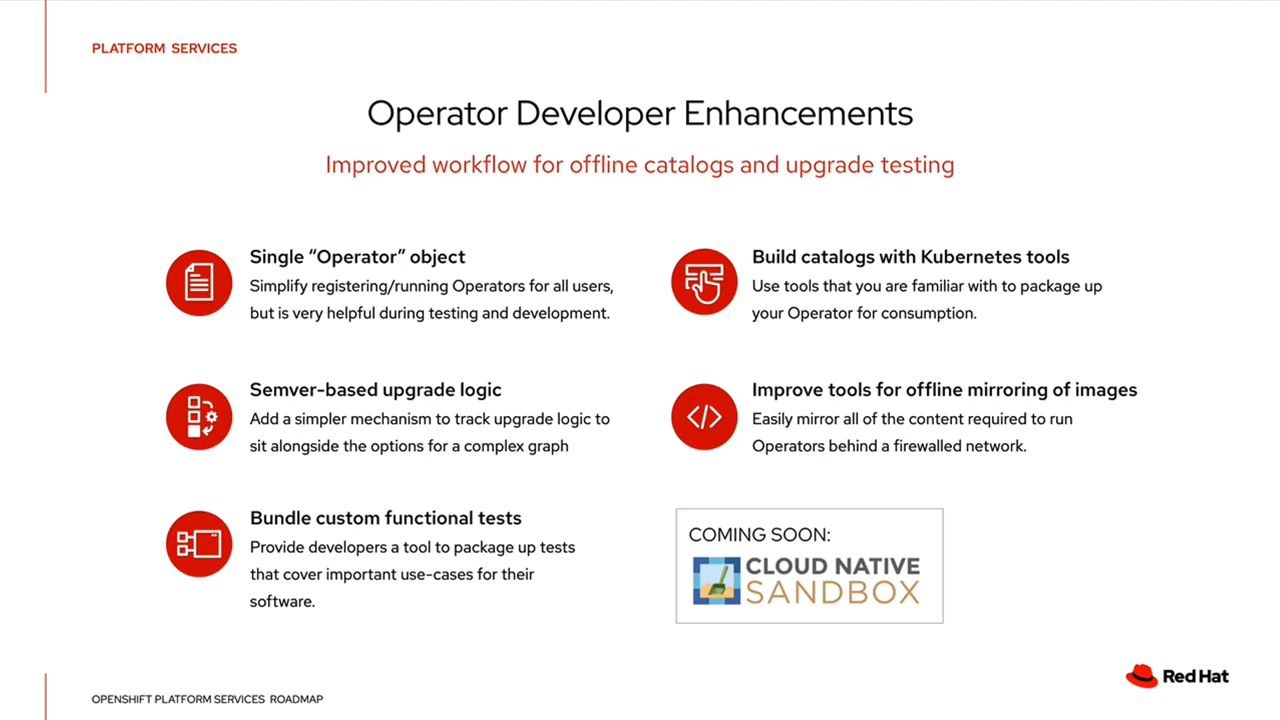 PLATFORM SERVICES
Operator Developer Enhancements
Improved workflow for offline catalogs and upgrade testing
Single “Operator” object
Simplify registering/running Operators for all users,
but is very helpful during testing and development.
Semver-based upgrade logic
Add a simpler mechanism to track upgrade logic to
sit alongside the options for a complex graph
Bundle custom functional tests
Provide developers a tool to package up tests
that cover important use-cases for their
software.
Build catalogs with Kubernetes tools
Use tools that you are familiar with to package up
your Operator for consumption.
Improve tools for offline mirroring of images
Easily mirror all of the content required to run
Operators behind a firewalled network.
COMING SOON:
CLOUD NATIVE
SANDBOX
OPENSHIFT PLATFORM SERVICES ROADMAP
Red Hat